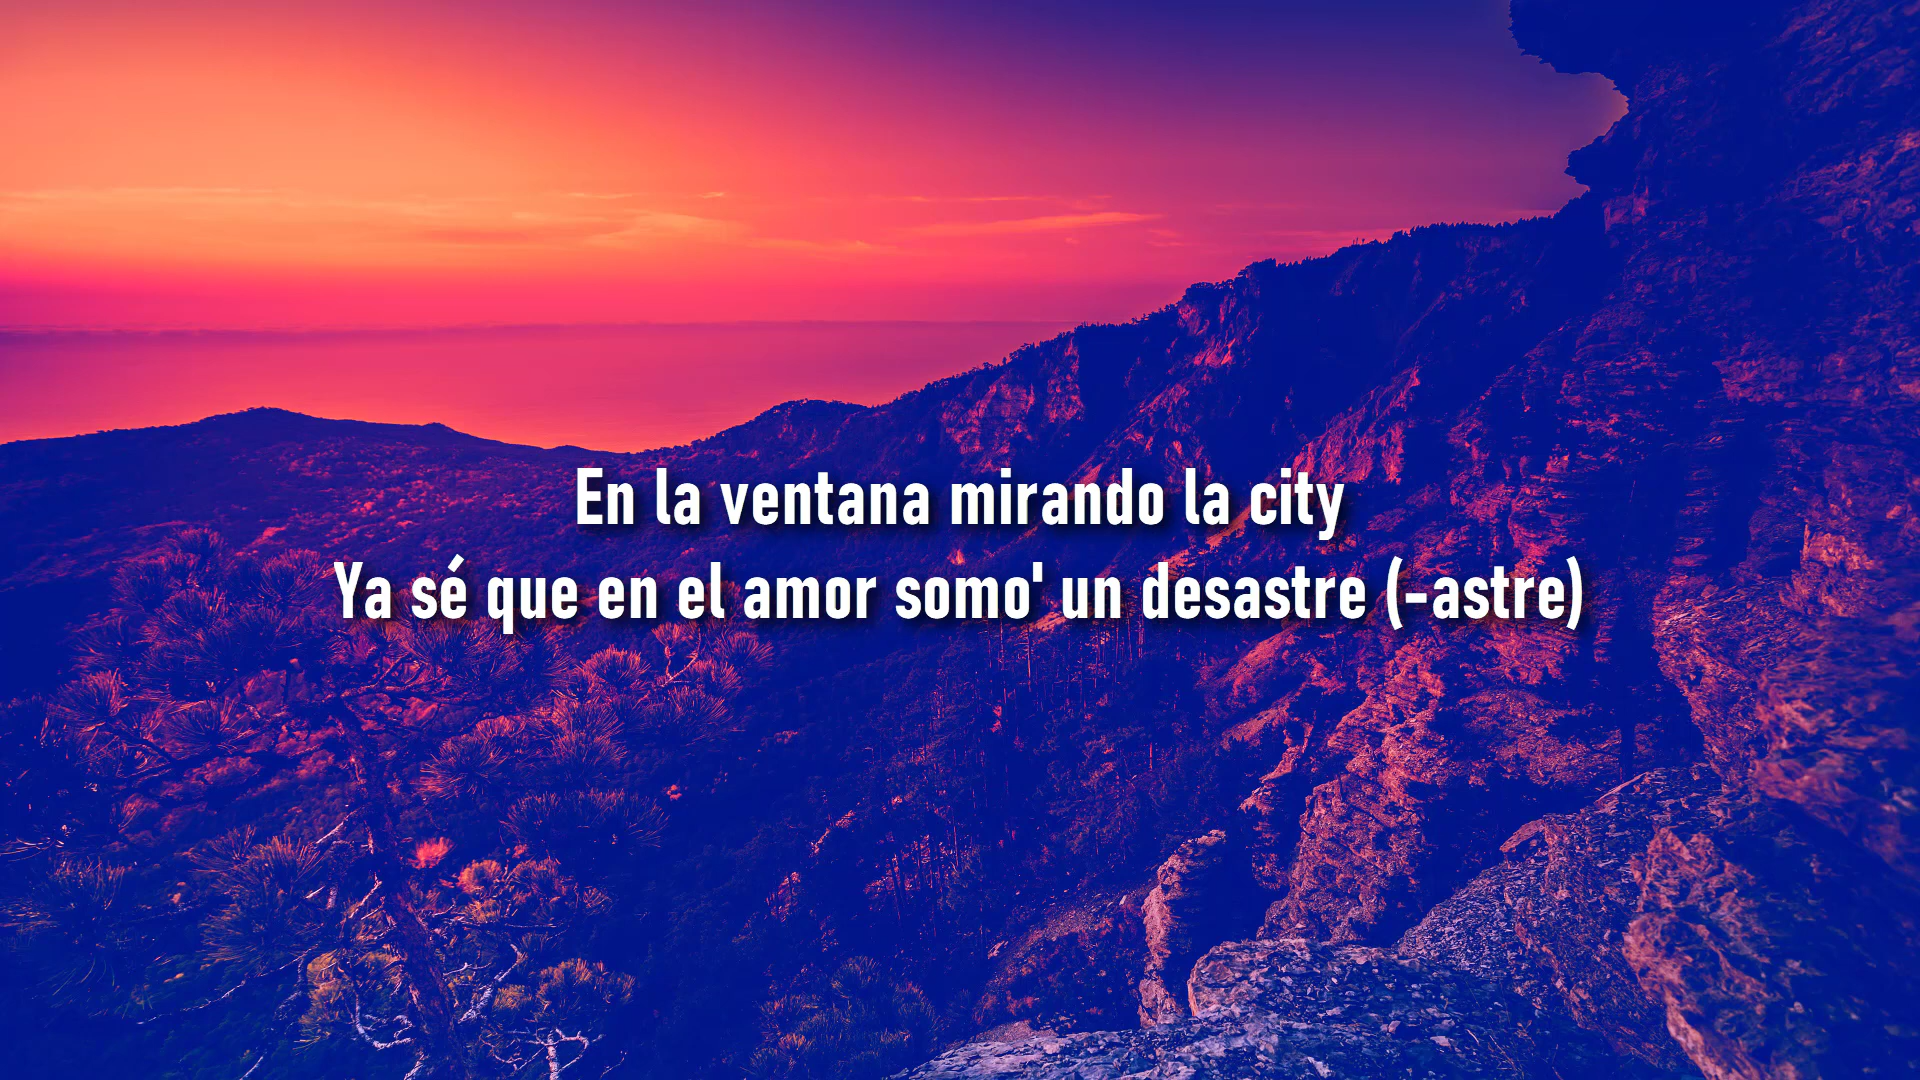 En la ventana mirando la city
Ya sé que en el amor somo' un desastre (-astre)